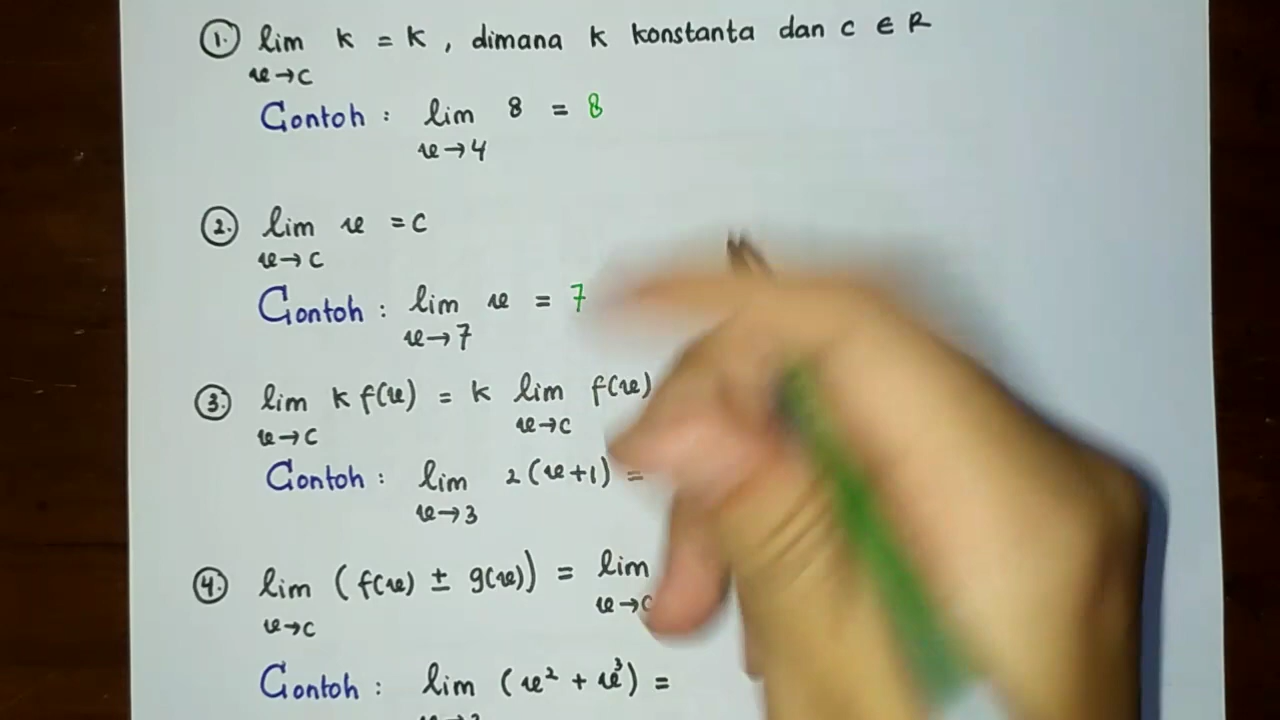 1. lim k = k, dimana k konstanta dan c ∈ R
x→c
Contoh : lim 8 = 8
x→4
2. lim x = c
x→c
Contoh : lim x = 7
x→7
3. lim k f(x) = k lim f(x)
x→c x→c
Contoh : lim 2(x+1) =
x→3
4. lim (f(x) ± g(x)) = lim
x→c x→c
Contoh : lim (x² + x³) =